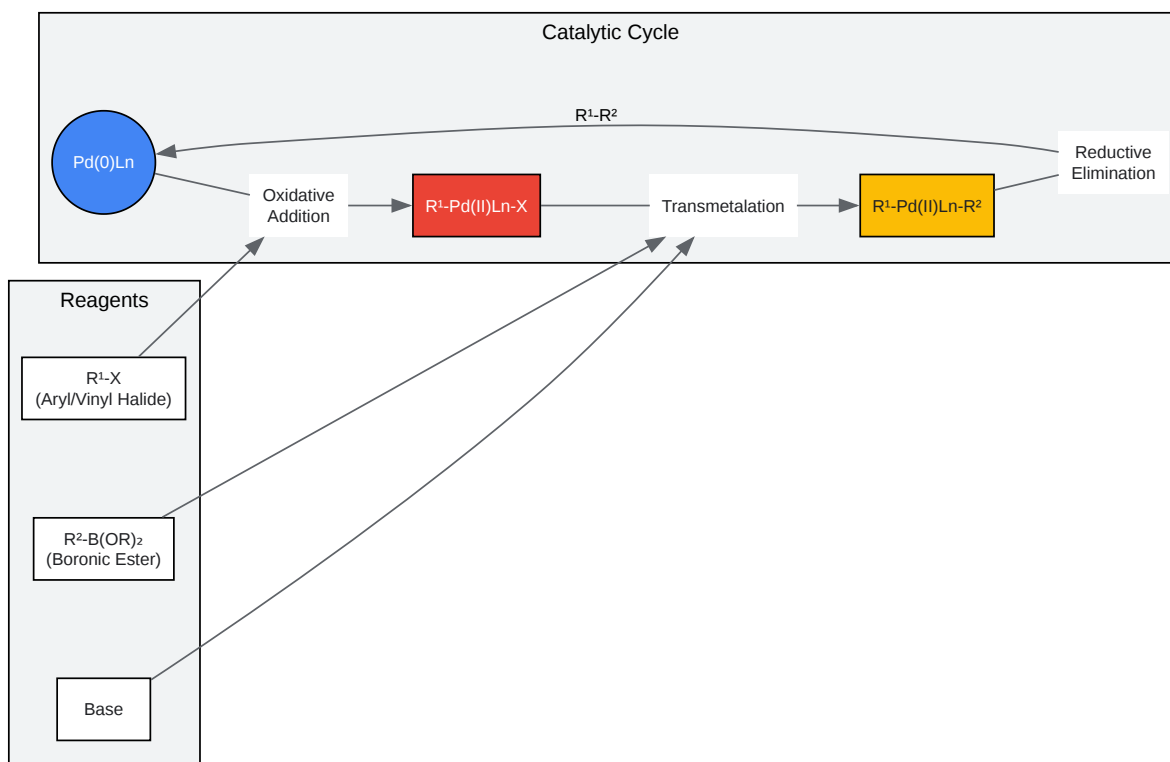 Catalytic Cycle
R¹-R²
Pd(0)Ln
Oxidative
Addition
R¹-Pd(II)Ln-X
Transmetalation
R¹-Pd(II)Ln-R²
Reductive
Elimination
Reagents
R¹-X
(Aryl/Vinyl Halide)
R²-B(OR)₂
(Boronic Ester)
Base